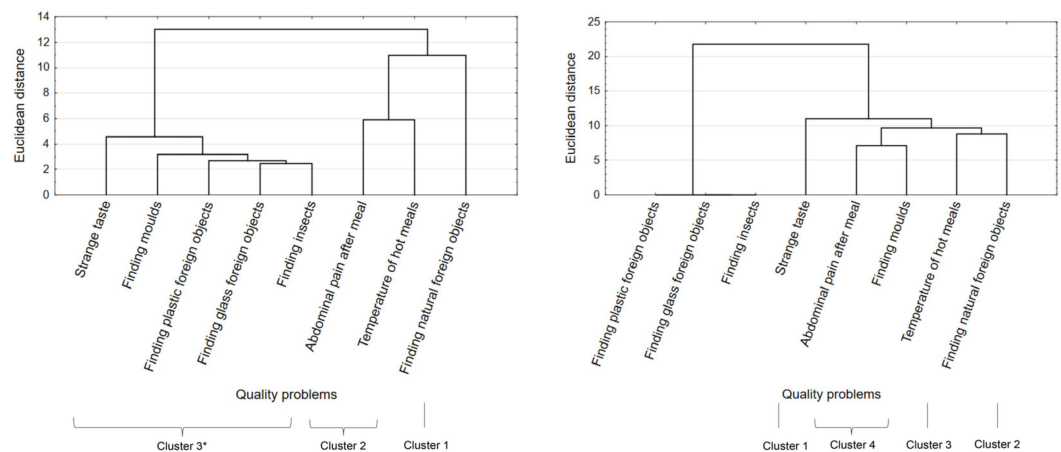 14
12
10
8
6
4
2
0
Euclidean distance
Strange taste
Finding moulds
Finding plastic foreign objects
Finding glass foreign objects
Finding insects
Abdominal pain after meal
Temperature of hot meals
Finding natural foreign objects
Quality problems
Cluster 3*
Cluster 2
Cluster 1
25
20
15
10
5
0
Euclidean distance
Finding plastic foreign objects
Finding glass foreign objects
Finding insects
Strange taste
Abdominal pain after meal
Finding moulds
Temperature of hot meals
Finding natural foreign objects
Quality problems
Cluster 1
Cluster 4
Cluster 3
Cluster 2